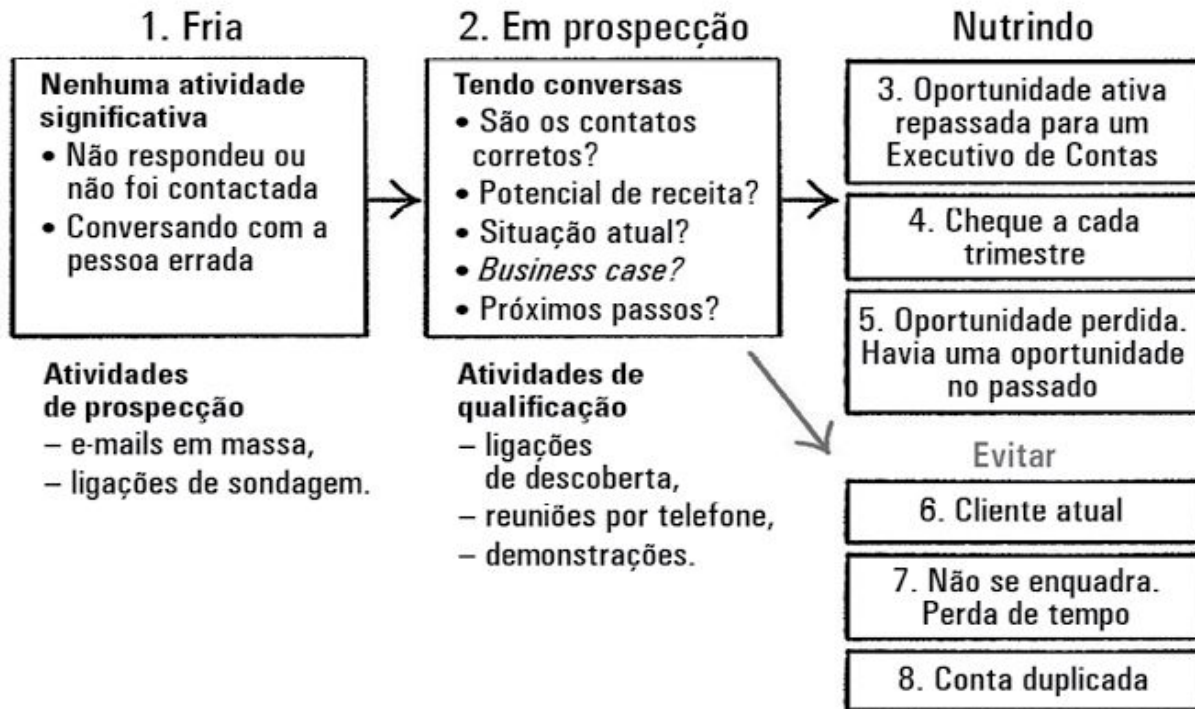 1. Fria
Nenhuma atividade
significativa
• Não respondeu ou
não foi contactada
• Conversando com a
pessoa errada
Atividades
de prospecção
– e-mails em massa,
– ligações de sondagem.
2. Em prospecção
Tendo conversas
• São os contatos
corretos?
• Potencial de receita?
• Situação atual?
• Business case?
• Próximos passos?
Atividades de
qualificação
– ligações
de descoberta,
– reuniões por telefone,
– demonstrações.
Nutrindo
3. Oportunidade ativa
repassada para um
Executivo de Contas
4. Cheque a cada
trimestre
5. Oportunidade perdida.
Havia uma oportunidade
no passado
Evitar
6. Cliente atual
7. Não se enquadra.
Perda de tempo
8. Conta duplicada